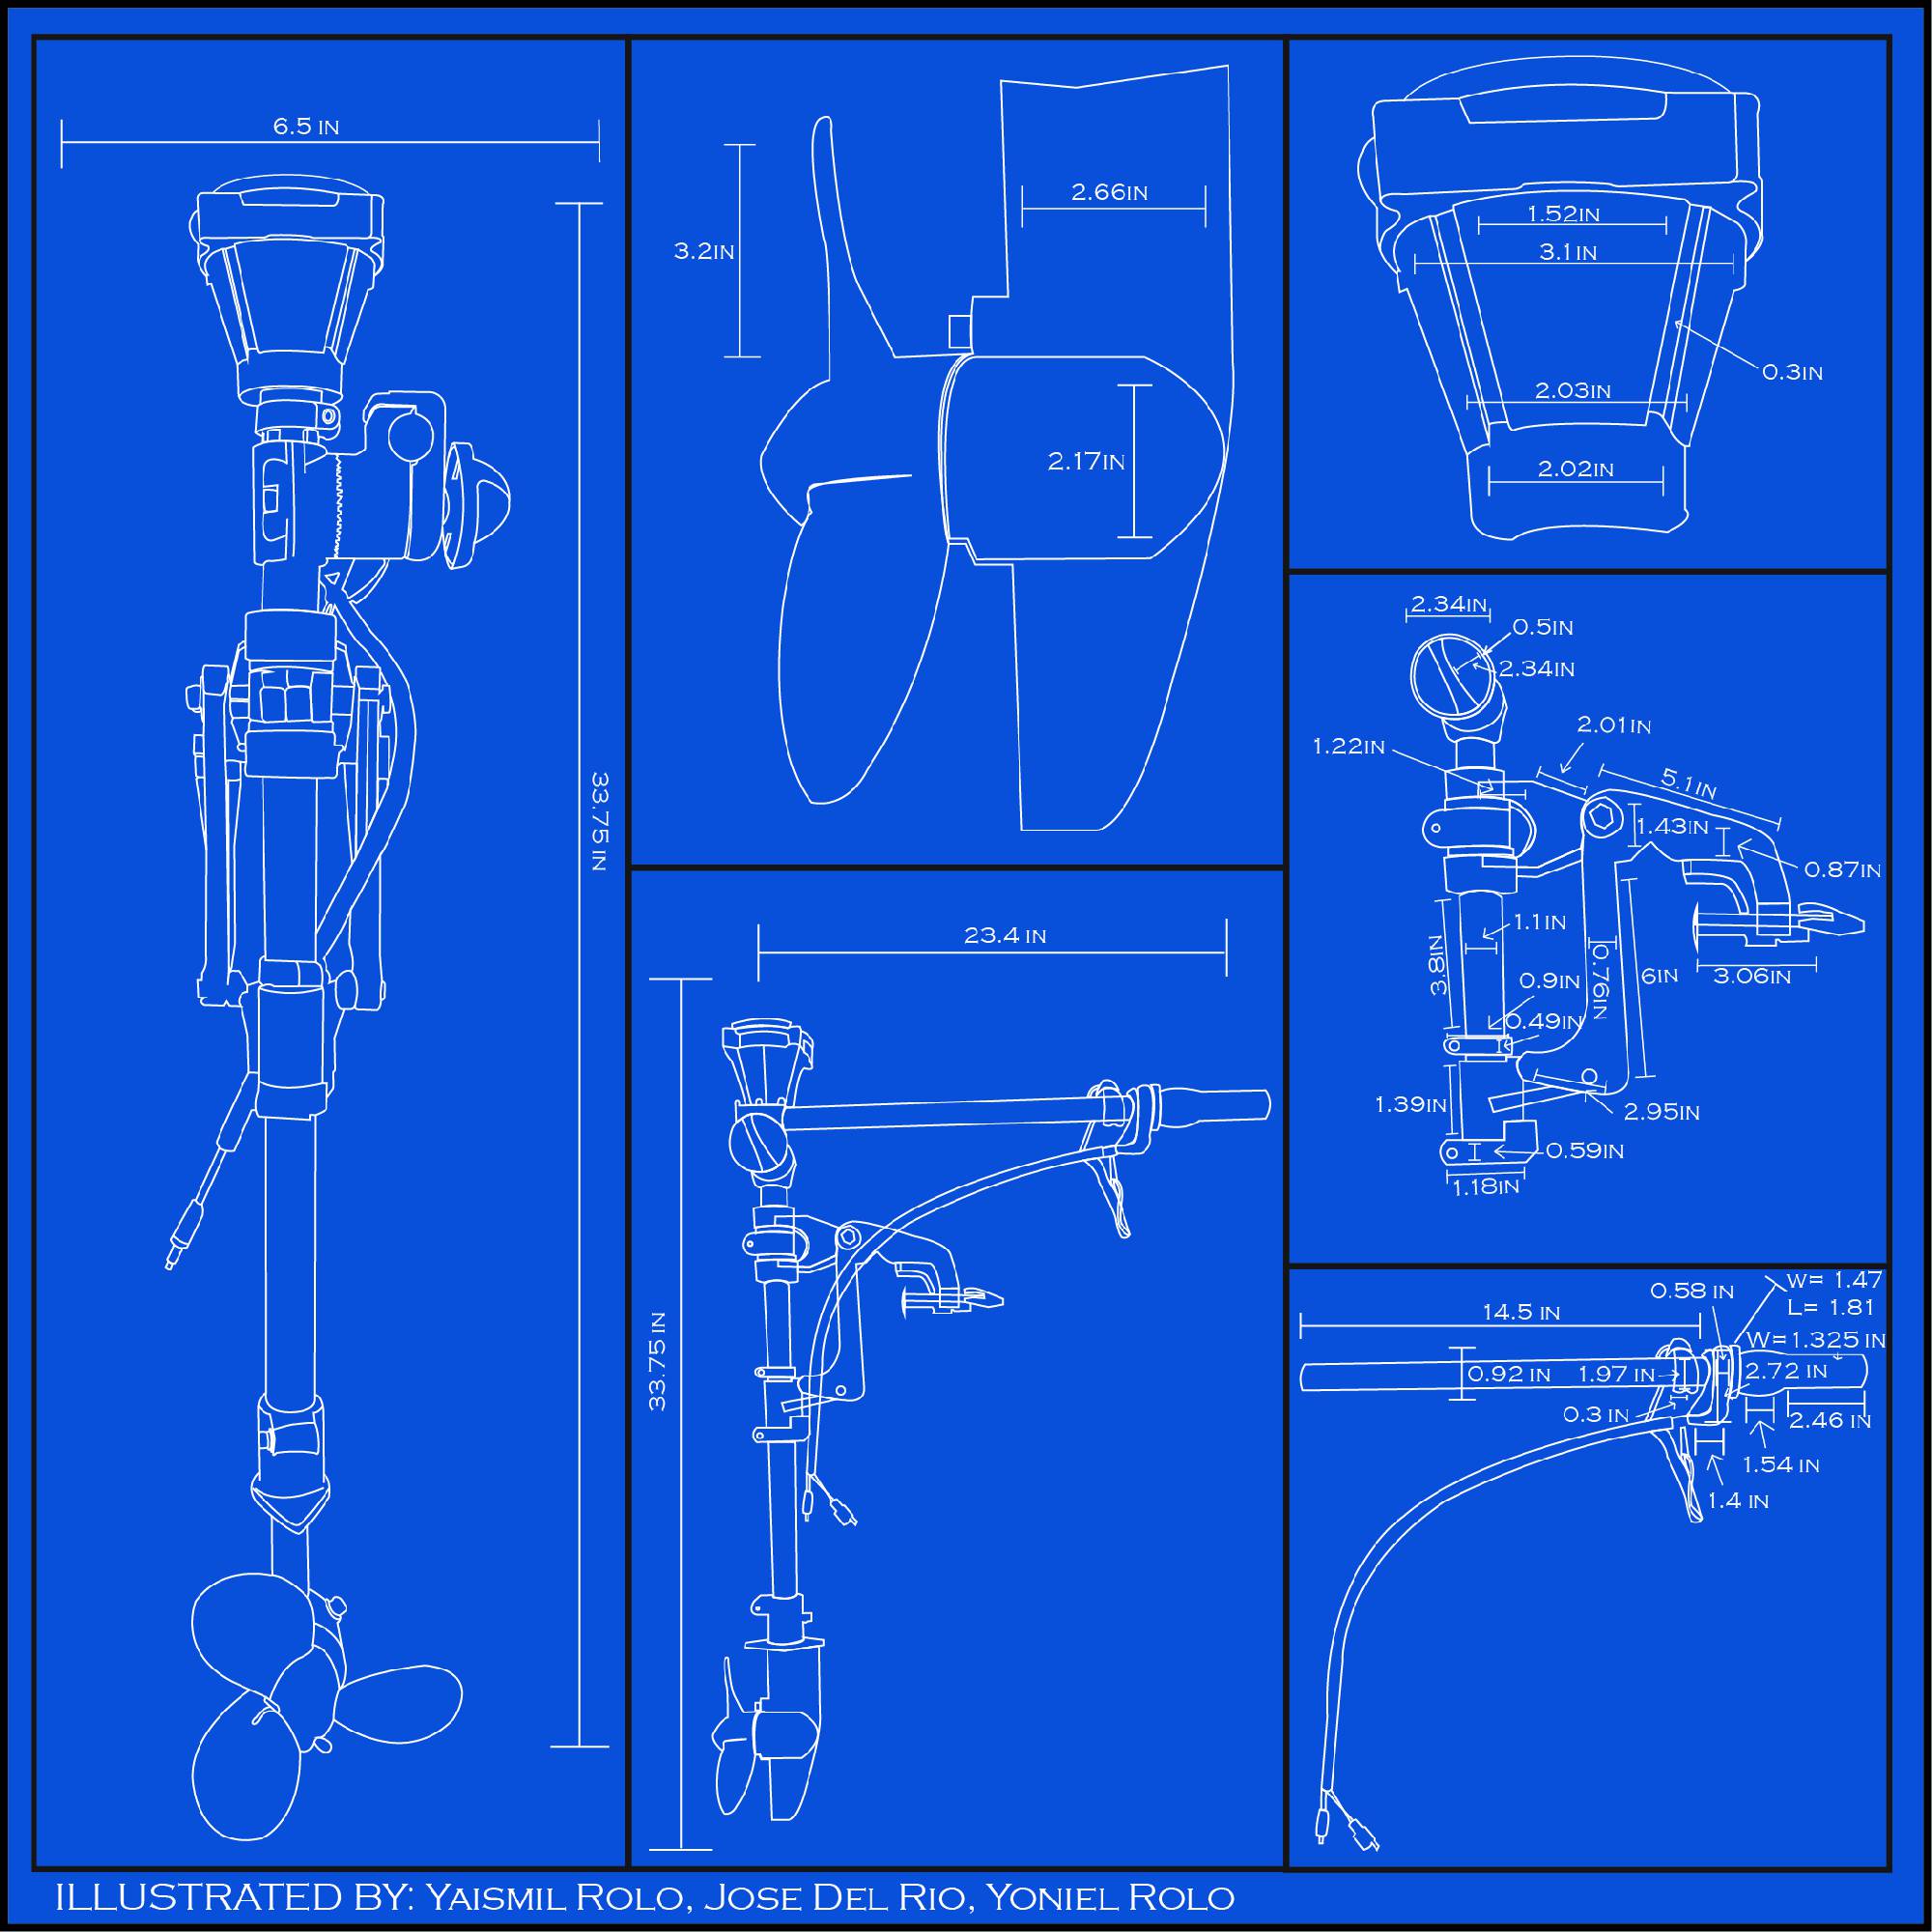 6.5 IN
33.75 IN
3.2IN
2.66IN
2.17IN
23.4 IN
33.75 IN
1.52IN
3.1IN
0.3IN
2.03IN
2.02IN
2.34IN
0.5IN
2.34IN
2.01IN
1.22IN
5.1IN
1.43IN
0.87IN
1.1IN
3.8IN
0.9IN
0.76IN
6IN
3.06IN
0.49IN
1.39IN
2.95IN
0.59IN
1.18IN
W= 1.47
0.58 IN
L= 1.81
14.5 IN
W=1.325 IN
0.92 IN
1.97 IN
2.72 IN
0.3 IN
2.46 IN
1.54 IN
1.4 IN
ILLUSTRATED BY: YAISMIL ROLO, JOSE DEL RIO, YONIEL ROLO